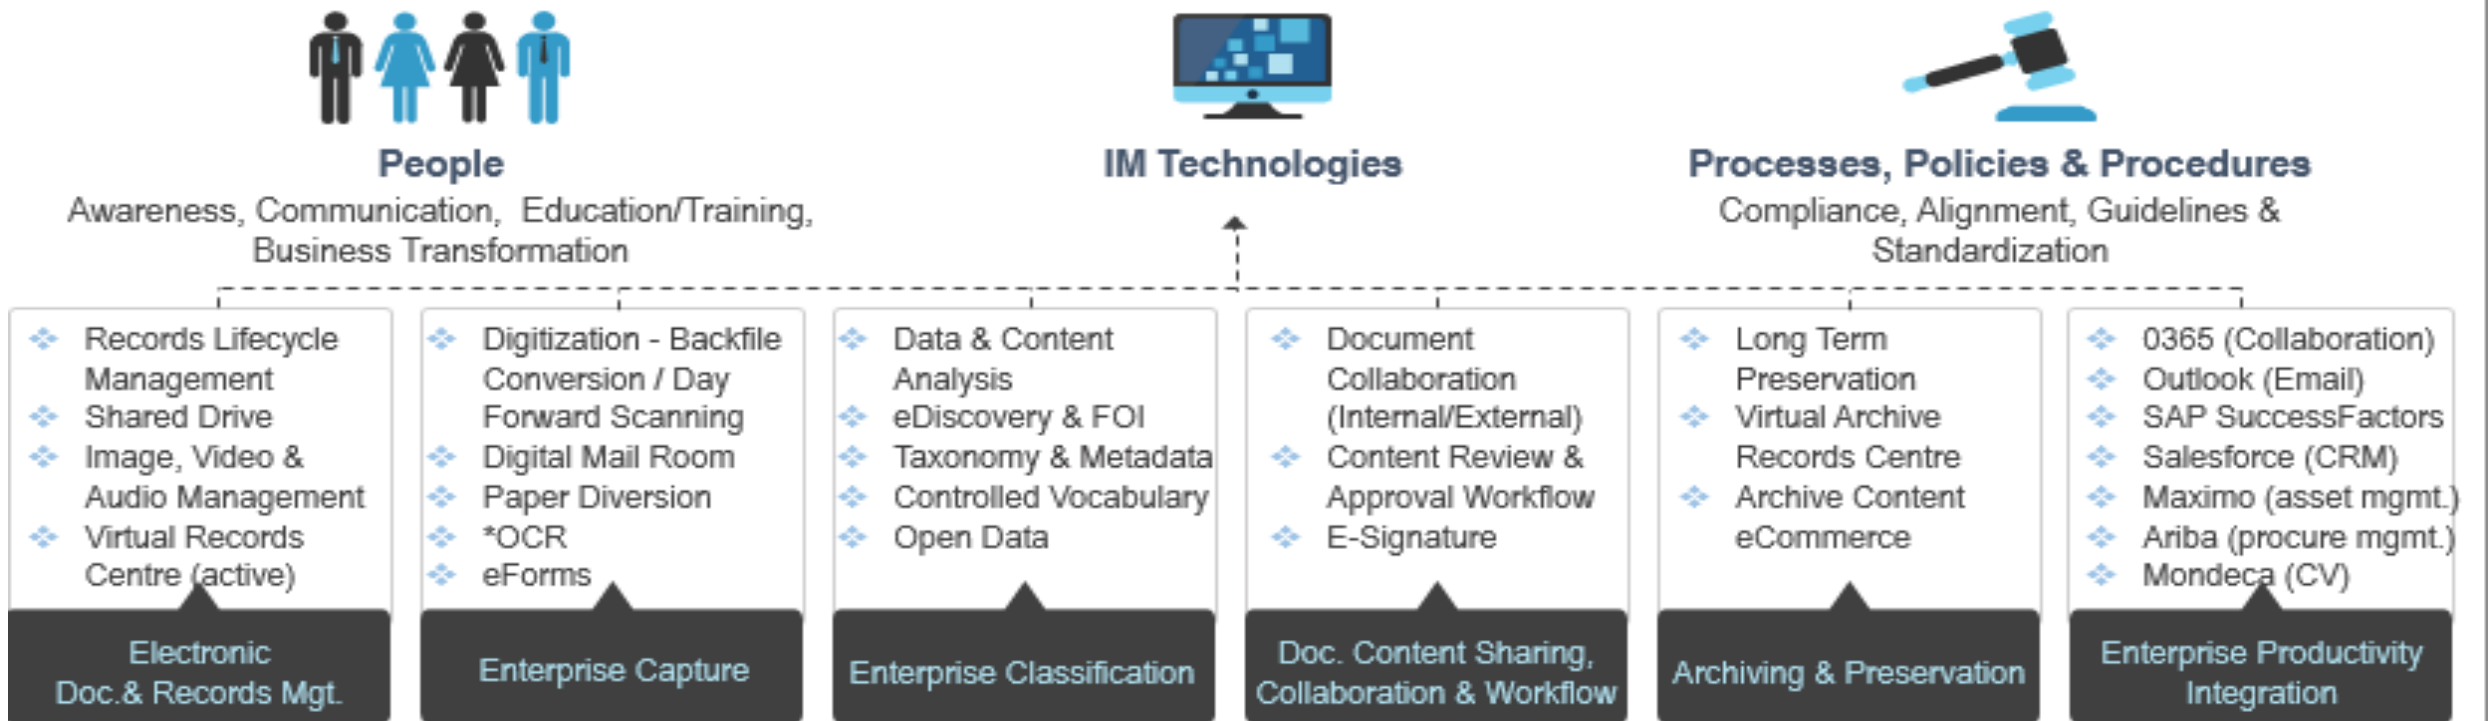 People
Awareness, Communication, Education/Training,
Business Transformation
IM Technologies
Processes, Policies & Procedures
Compliance, Alignment, Guidelines &
Standardization
Records Lifecycle
Management
Shared Drive
Image, Video &
Audio Management
Virtual Records
Centre (active)
Electronic
Doc.& Records Mgt.
Digitization - Backfile
Conversion / Day
Forward Scanning
Digital Mail Room
Paper Diversion
*OCR
eForms
Enterprise Capture
Data & Content
Analysis
eDiscovery & FOI
Taxonomy & Metadata
Controlled Vocabulary
Open Data
Enterprise Classification
Document
Collaboration
(Internal/External)
Content Review &
Approval Workflow
E-Signature
Doc. Content Sharing,
Collaboration & Workflow
Long Term
Preservation
Virtual Archive
Records Centre
Archive Content
eCommerce
Archiving & Preservation
0365 (Collaboration)
Outlook (Email)
SAP SuccessFactors
Salesforce (CRM)
Maximo (asset mgmt.)
Ariba (procure mgmt.)
Mondeca (CV)
Enterprise Productivity
Integration